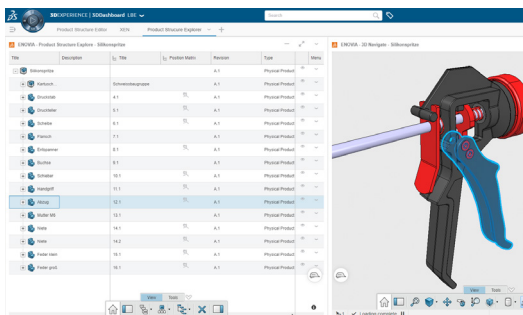 3DEXPERIENCE | 3DDashboard LBK
Search
Product Structure Editor
XEN
Product Structure Explorer
ENOVIA - Product Structure Explore - Silikonspritze
ENOVIA - 3D Navigate - Silikonspritze
Title Description Title Position Matrix Revision Type Menu
Silikonspritze A.1 Physical Product
Kartusch... Schweissbaugruppe A.1 Physical Product
4.1 A.1 Physical Product
Druckteller 5.1 A.1 Physical Product
Scheibe 6.1 A.1 Physical Product
Flansch 7.1 A.1 Physical Product
Entspanner 8.1 A.1 Physical Product
Buchse 9.1 A.1 Physical Product
Schieber 10.1 A.1 Physical Product
Handgriff 11.1 A.1 Physical Product
Abzug 12.1 A.1 Physical Product
Mutter M8 13.1 A.1 Physical Product
Niete 14.1 A.1 Physical Product
Niete 14.2 A.1 Physical Product
Feder klein 15.1 A.1 Physical Product
Feder groß 16.1 A.1 Physical Product
View Tools
View Tools
Loading complete